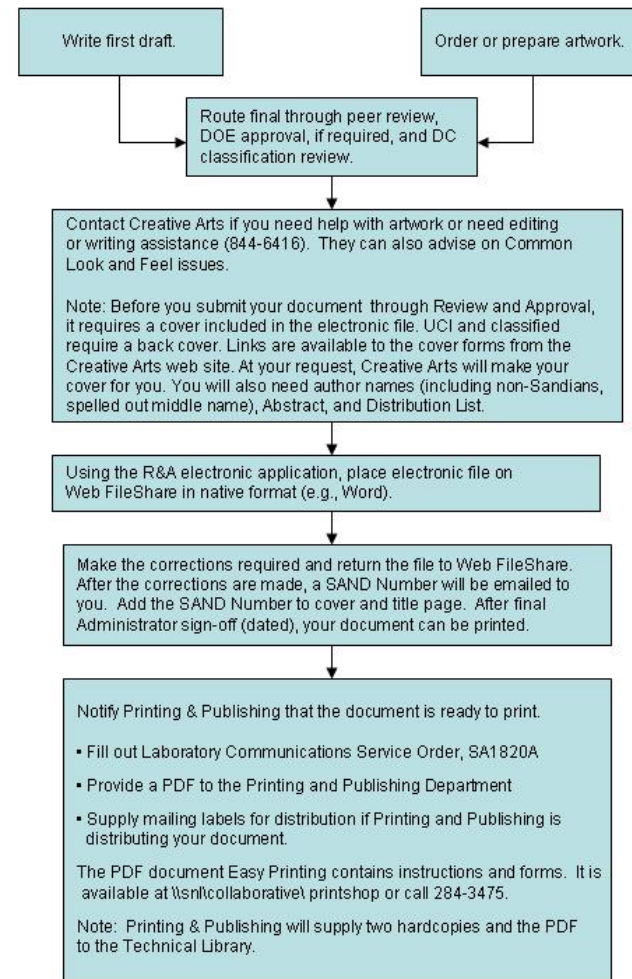 Write first draft.
Order or prepare artwork.
Route final through peer review,
DOE approval, if required, and DC
classification review.
Contact Creative Arts if you need help with artwork or need editing
or writing assistance (844-6416). They can also advise on Common
Look and Feel issues.
Note: Before you submit your document through Review and Approval,
it requires a cover included in the electronic file. UCI and classified
require a back cover. Links are available to the cover forms from the
Creative Arts web site. At your request, Creative Arts will make your
cover for you. You will also need author names (including non-Sandians,
spelled out middle name), Abstract, and Distribution List.
Using the R&A electronic application, place electronic file on
Web FileShare in native format (e.g., Word).
Make the corrections required and return the file to Web FileShare.
After the corrections are made, a SAND Number will be emailed to
you. Add the SAND Number to cover and title page. After final
Administrator sign-off (dated), your document can be printed.
Notify Printing & Publishing that the document is ready to print.
▪ Fill out Laboratory Communications Service Order, SA1820A
▪ Provide a PDF to the Printing and Publishing Department
▪ Supply mailing labels for distribution if Printing and Publishing is
distributing your document.
The PDF document Easy Printing contains instructions and forms. It is
available at \\snl\collaborative\ printshop or call 284-3475.
Note: Printing & Publishing will supply two hardcopies and the PDF
to the Technical Library.